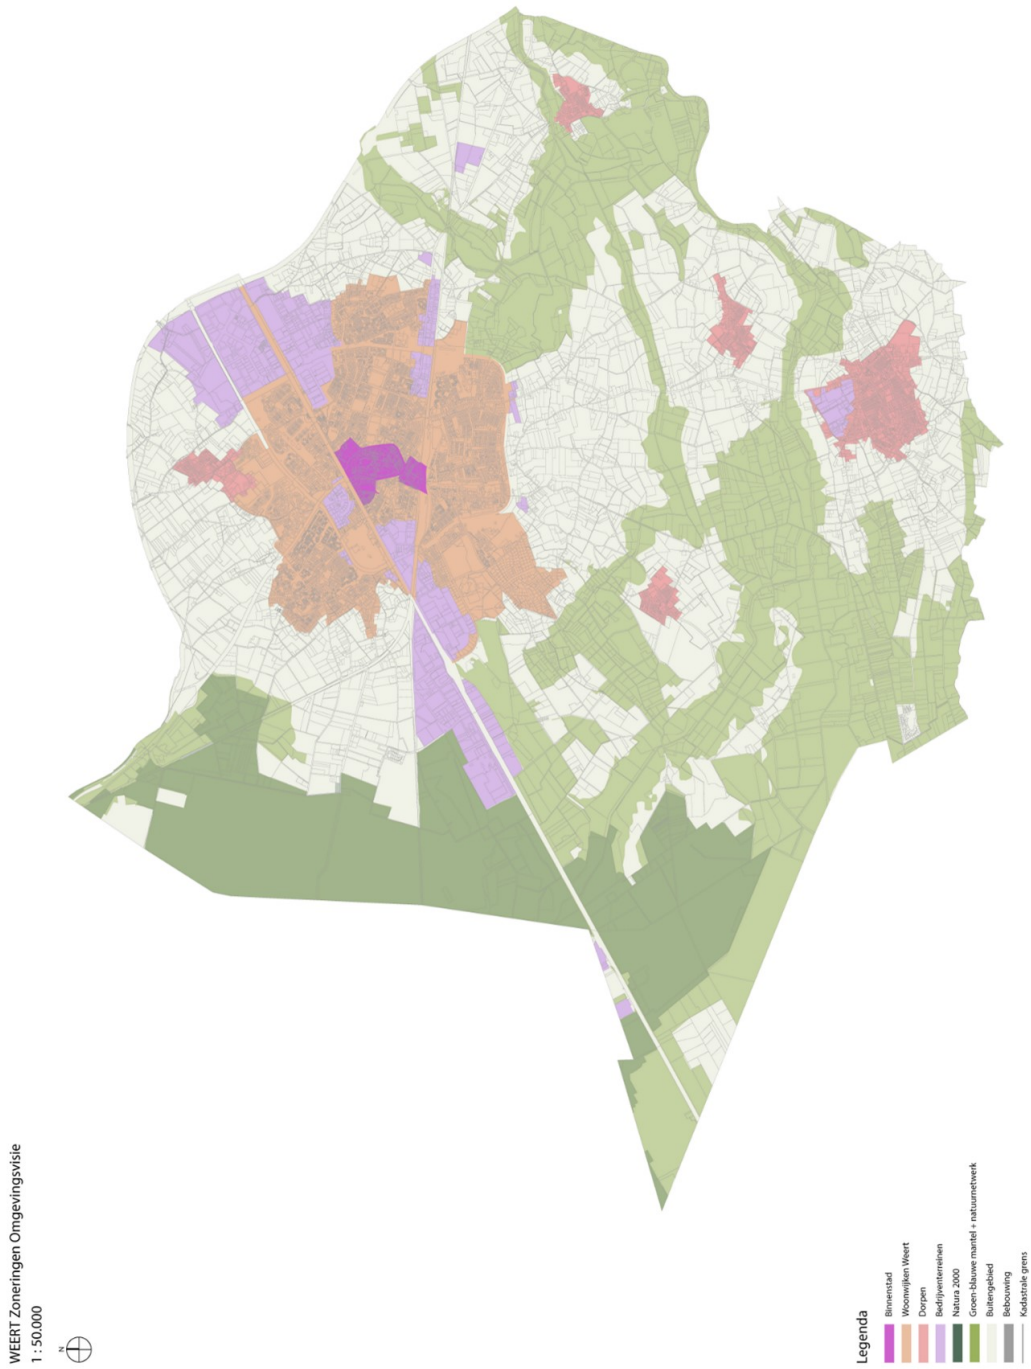 WEERT Zoneringen Omgevingsvisie
1 : 50.000
N
Legenda
Binnenstad
Woonwijken Weert
Dorpen
Bedrijventerreinen
Natura 2000
Groen-blauwe mantel + natuurnetwerk
Buitengebied
Bebouwing
Kadastrale grens